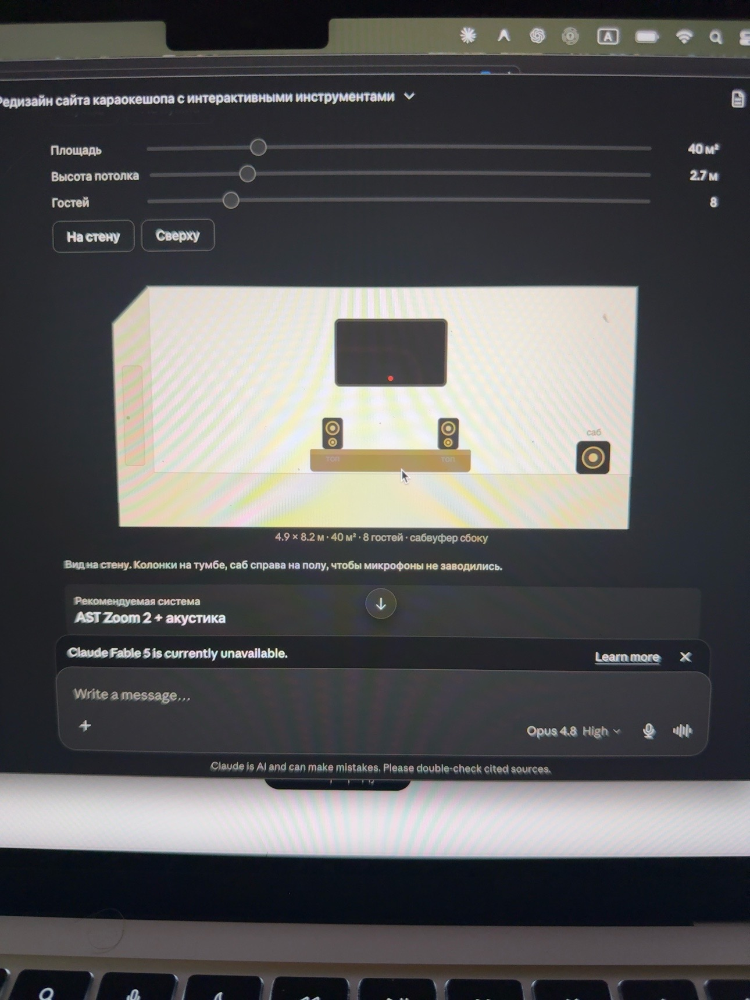 A
Редизайн сайта караокешопа с интерактивными инструментами
Площадь 40 м²
Высота потолка 2.7 м
Гостей 8
На стену Сверху
саб
топ топ
4.9 × 8.2 м · 40 м² · 8 гостей · сабвуфер сбоку
Вид на стену. Колонки на тумбе, саб справа на полу, чтобы микрофоны не заводились.
Рекомендуемая система
AST Zoom 2 + акустика
Claude Fable 5 is currently unavailable. Learn more
Write a message...
Opus 4.8 High
Claude is AI and can make mistakes. Please double-check cited sources.